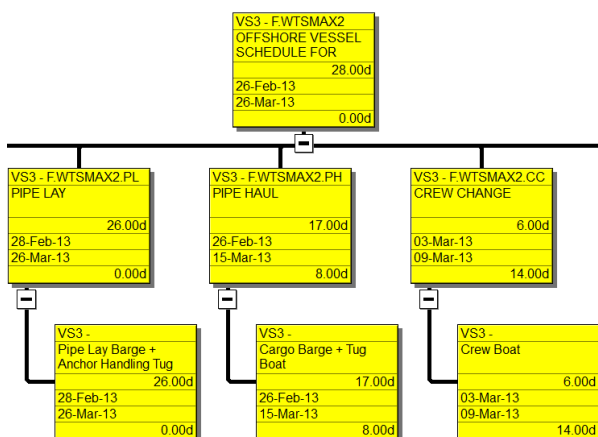 VS3 - F.WTSMAX2
OFFSHORE VESSEL
SCHEDULE FOR
28.00d
26-Feb-13
26-Mar-13
0.00d
VS3 - F.WTSMAX2.PL
PIPE LAY
26.00d
28-Feb-13
26-Mar-13
0.00d
VS3 - F.WTSMAX2.PH
PIPE HAUL
17.00d
26-Feb-13
15-Mar-13
8.00d
VS3 - F.WTSMAX2.CC
CREW CHANGE
6.00d
03-Mar-13
09-Mar-13
14.00d
VS3 -
Pipe Lay Barge +
Anchor Handling Tug
26.00d
28-Feb-13
26-Mar-13
0.00d
VS3 -
Cargo Barge + Tug
Boat
17.00d
26-Feb-13
15-Mar-13
8.00d
VS3 -
Crew Boat
6.00d
03-Mar-13
09-Mar-13
14.00d